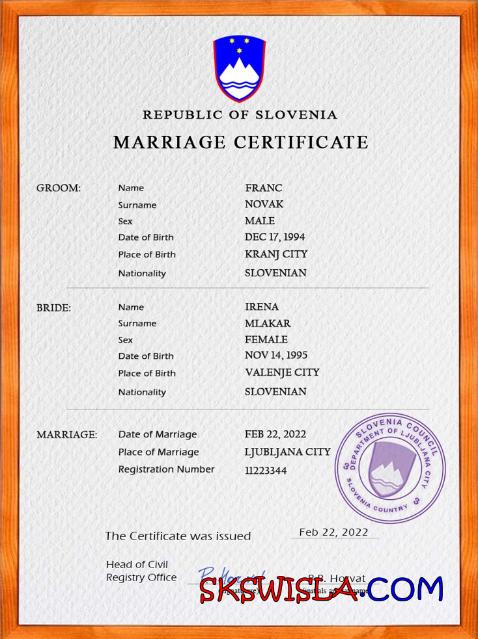 REPUBLIC OF SLOVENIA
MARRIAGE CERTIFICATE
GROOM: Name FRANC
Surname NOVAK
Sex MALE
Date of Birth DEC 17, 1994
Place of Birth KRANJ CITY
Nationality SLOVENIAN
BRIDE: Name IRENA
Surname MLAKAR
Sex FEMALE
Date of Birth NOV 14, 1995
Place of Birth VALENJE CITY
Nationality SLOVENIAN
MARRIAGE: Date of Marriage FEB 22, 2022
Place of Marriage LJUBLJANA CITY
Registration Number 11223344
SLOVENIA COUNCIL
DEPARTMENT OF LJUBLJANA CITY
SLOVENIA COUNTRY
The Certificate was issued Feb 22, 2022
Head of Civil
Registry Office Horvat
SKSWISLA.COM